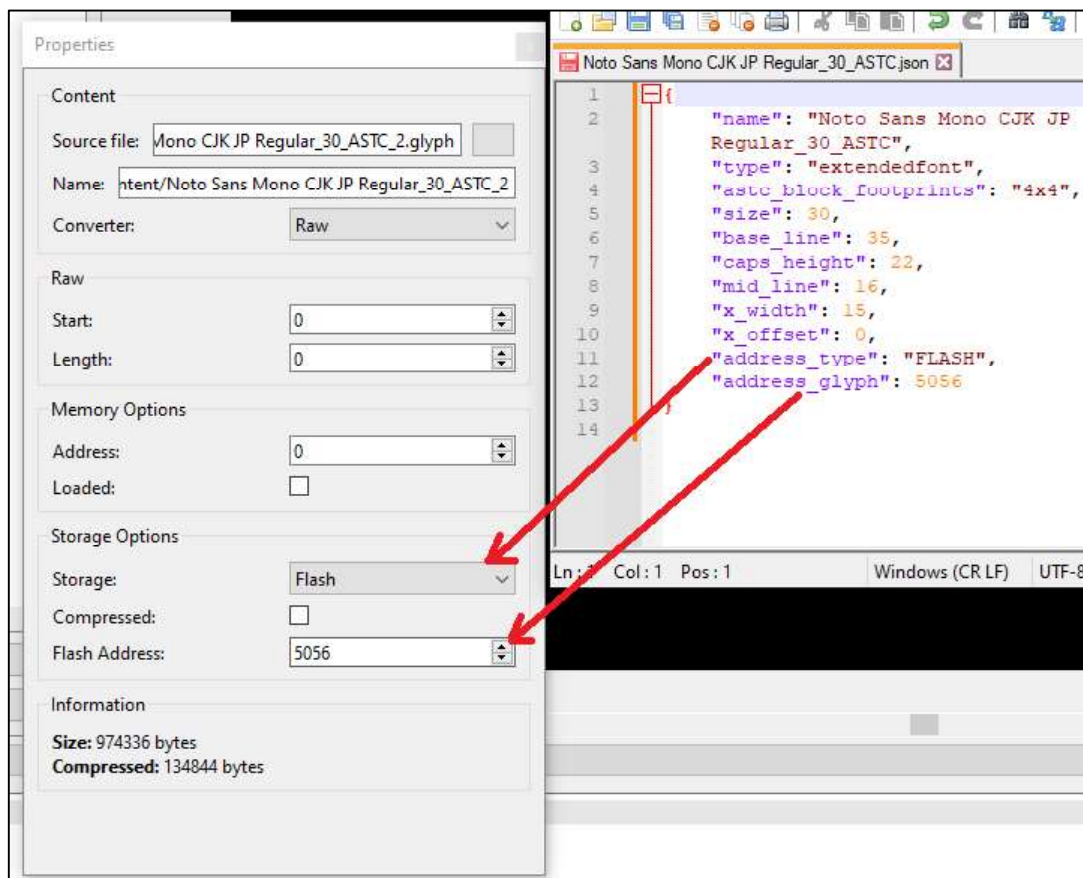 Properties
Content
Source file: Mono CJK JP Regular_30_ASTC_2.glyph
Name: ntent/Noto Sans Mono CJK JP Regular_30_ASTC_2
Converter: Raw
Raw
Start: 0
Length: 0
Memory Options
Address: 0
Loaded:
Storage Options
Storage: Flash
Compressed:
Flash Address: 5056
Information
Size: 974336 bytes
Compressed: 134844 bytes
Noto Sans Mono CJK JP Regular_30_ASTC.json
1 {
2 "name": "Noto Sans Mono CJK JP
Regular_30_ASTC",
3 "type": "extendedfont",
4 "astc_block_footprints": "4x4",
5 "size": 30,
6 "base_line": 35,
7 "caps_height": 22,
8 "mid_line": 16,
9 "x_width": 15,
10 "x_offset": 0,
11 "address_type": "FLASH",
12 "address_glyph": 5056
13 }
14
Ln : 1 Col : 1 Pos : 1 Windows (CR LF) UTF-8